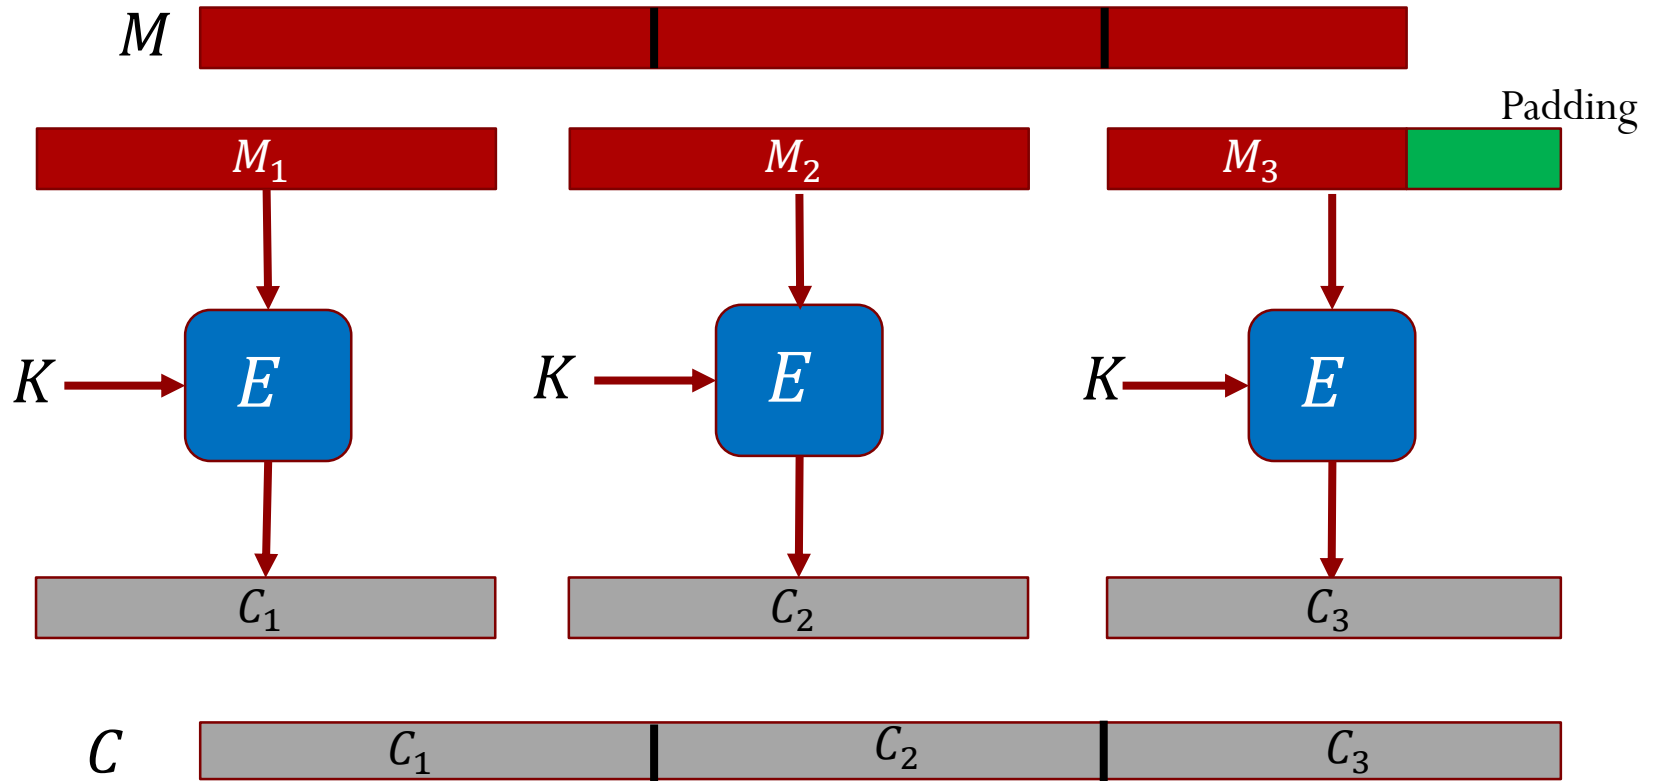 M
Padding
M₁ M₂ M₃
K E K E K E
C₁ C₂ C₃
C C₁ C₂ C₃